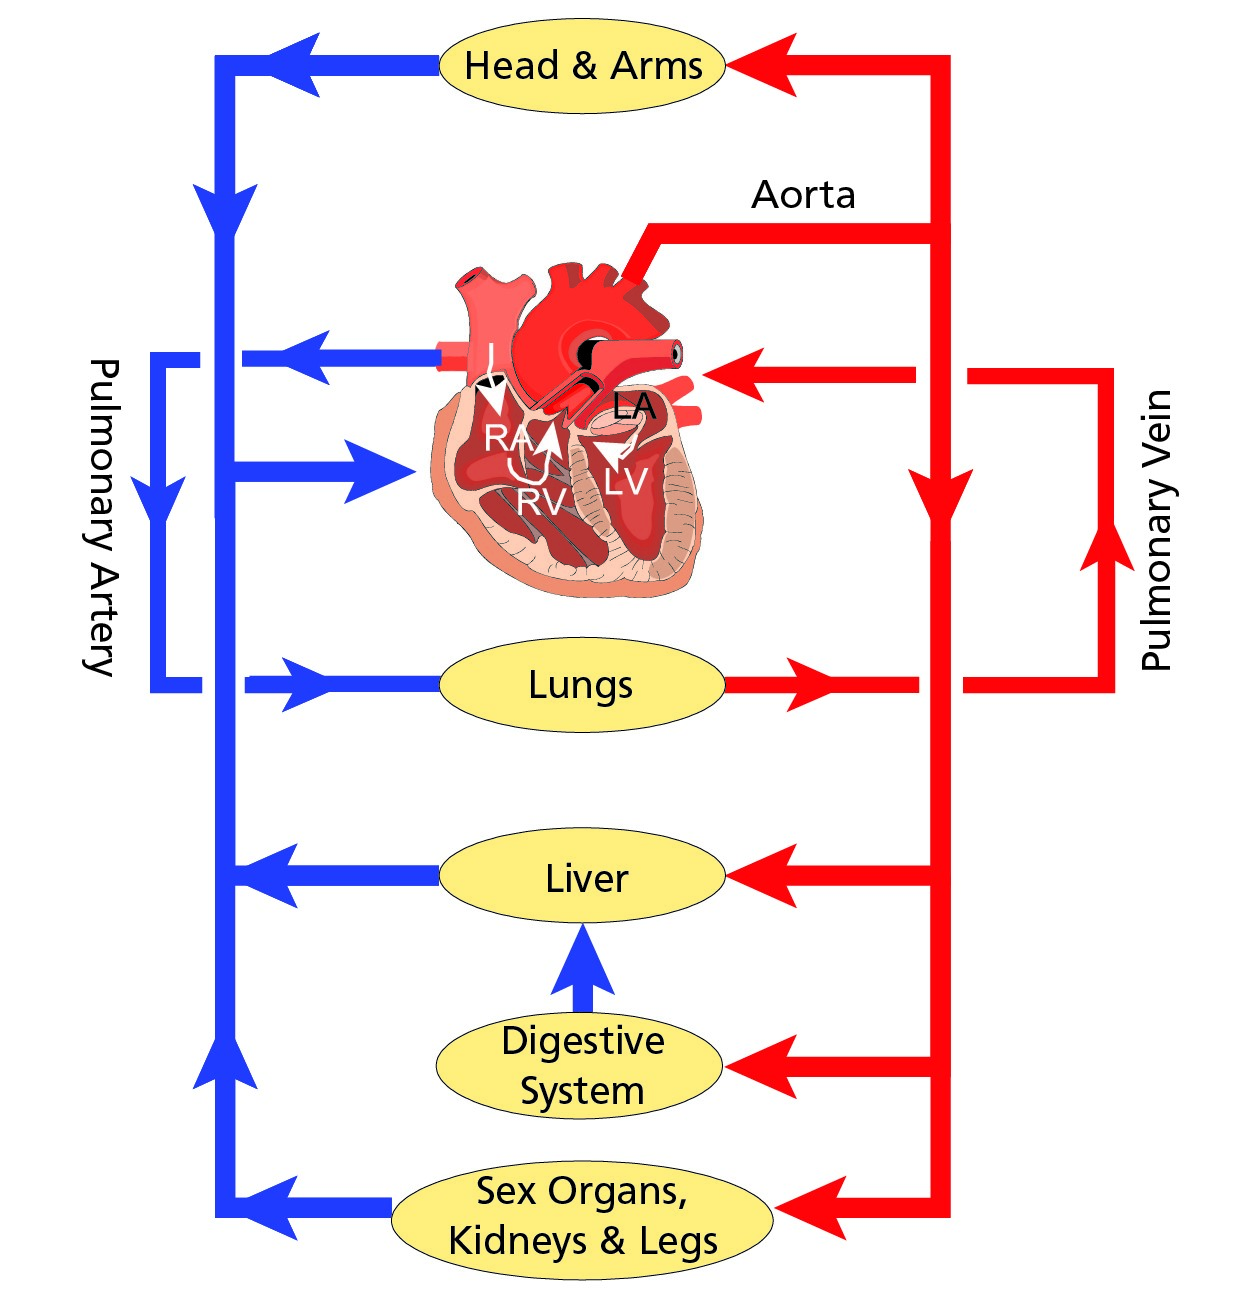 Head & Arms
Aorta
Pulmonary Artery
Pulmonary Vein
LA
RA
LV
RV
Lungs
Liver
Digestive
System
Sex Organs,
Kidneys & Legs